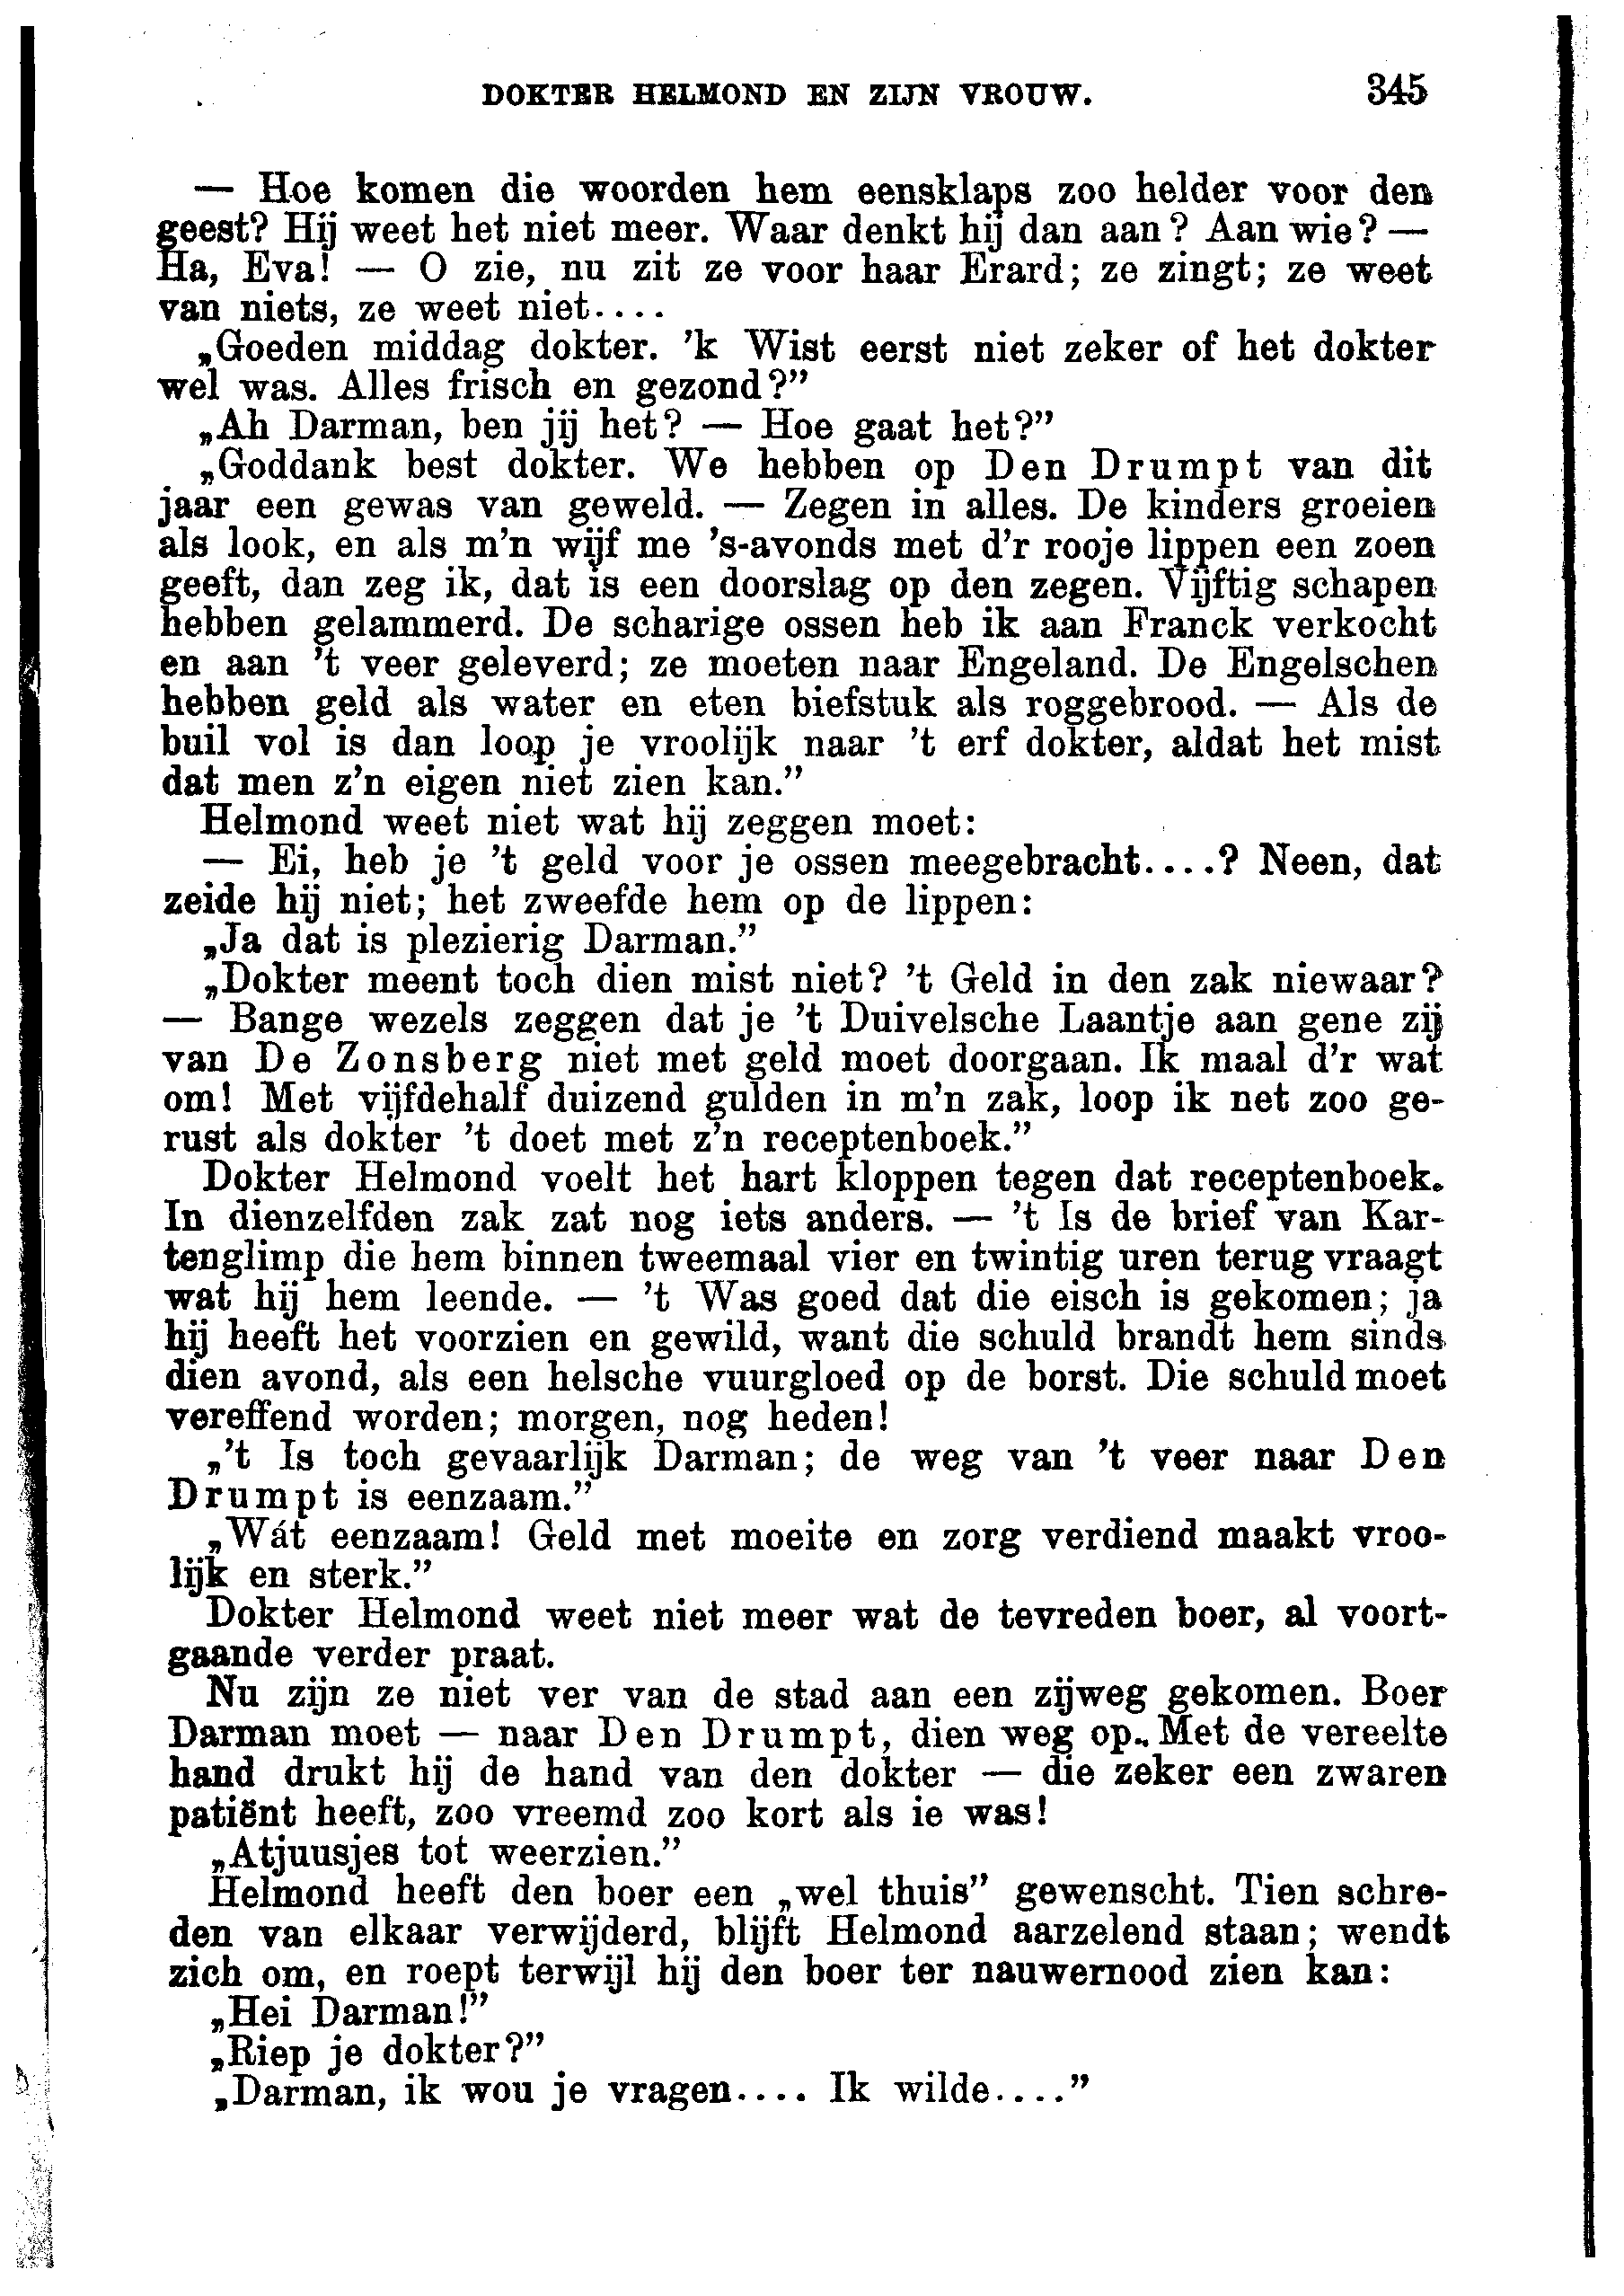 DOKTER HELMOND EN ZIJN VROUW. 345
— Hoe komen die woorden hem eensklaps zoo helder voor den
geest? Hij weet het niet meer. Waar denkt hij dan aan? Aan wie? —
Ha, Eva! — O zie, nu zit ze voor haar Erard; ze zingt; ze weet
van niets, ze weet niet....
„Goeden middag dokter. 'k Wist eerst niet zeker of het dokter
wel was. Alles frisch en gezond?”
„Ah Darman, ben jij het? — Hoe gaat het?”
„Goddank best dokter. We hebben op Den Drumpt van dit
jaar een gewas van geweld. — Zegen in alles. De kinders groeien
als look, en als m'n wijf me 's-avonds met d'r rooje lippen een zoen
geeft, dan zeg ik, dat is een doorslag op den zegen. Vijftig schapen
hebben gelammerd. De scharige ossen heb ik aan Franck verkocht
en aan 't veer geleverd; ze moeten naar Engeland. De Engelschen
hebben geld als water en eten biefstuk als roggebrood. — Als de
buil vol is dan loop je vroolijk naar 't erf dokter, aldat het mist
dat men z'n eigen niet zien kan.”
Helmond weet niet wat hij zeggen moet:
— Ei, heb je 't geld voor je ossen meegebracht....? Neen, dat
zeide hij niet; het zweefde hem op de lippen:
„Ja dat is plezierig Darman.”
„Dokter meent toch dien mist niet? 't Geld in den zak niewaar?
— Bange wezels zeggen dat je 't Duivelsche Laantje aan gene zij
van De Zonsberg niet met geld moet doorgaan. Ik maal d'r wat
om! Met vijfdehalf duizend gulden in m'n zak, loop ik net zoo ge-
rust als dokter 't doet met z'n receptenboek.”
Dokter Helmond voelt het hart kloppen tegen dat receptenboek.
In dienzelfden zak zat nog iets anders. — 't Is de brief van Kar-
tenglimp die hem binnen tweemaal vier en twintig uren terug vraagt
wat hij hem leende. — 't Was goed dat die eisch is gekomen; ja
hij heeft het voorzien en gewild, want die schuld brandt hem sinds
dien avond, als een helsche vuurgloed op de borst. Die schuld moet
vereffend worden; morgen, nog heden!
„'t Is toch gevaarlijk Darman; de weg van 't veer naar Den
Drumpt is eenzaam.”
„Wát eenzaam! Geld met moeite en zorg verdiend maakt vroo-
lijk en sterk.”
Dokter Helmond weet niet meer wat de tevreden boer, al voort-
gaande verder praat.
Nu zijn ze niet ver van de stad aan een zijweg gekomen. Boer
Darman moet — naar Den Drumpt, dien weg op. Met de vereelte
hand drukt hij de hand van den dokter — die zeker een zwaren
patiënt heeft, zoo vreemd zoo kort als ie was!
„Atjuusjes tot weerzien.”
Helmond heeft den boer een „wel thuis” gewenscht. Tien schre-
den van elkaar verwijderd, blijft Helmond aarzelend staan; wendt
zich om, en roept terwijl hij den boer ter nauwernood zien kan:
„Hei Darman!”
„Riep je dokter?”
„Darman, ik wou je vragen.... Ik wilde....”